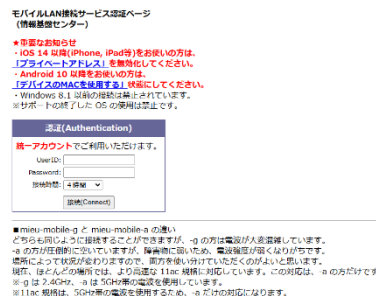 モバイルLAN接続サービス認証ページ
（情報基盤センター）
★重要なお知らせ
・iOS 14 以降(iPhone, iPad等)をお使いの方は、
「プライベートアドレス」を無効化してください。
・Android 10 以降をお使いの方は、
「デバイスのMACを使用する」状態にしてください。
・Windows 8.1 以前の接続は禁止されています。
※サポートの終了した OS の使用は禁止です。
認証(Authentication)
統一アカウントでご利用いただけます。
UserID:
Password:
接続時間: 4時間
接続(Connect)
■mieu-mobile-g と mieu-mobile-a の違い
どちらも同じように接続することができますが、-g の方は電波が大変混雑しています。
-a の方が圧倒的に空いていますが、障害物に弱いため、電波強度が弱くなりがちです。
場所によって状況が変わりますので、両方を使い分けていただくのがよいと思います。
現在、ほとんどの場所では、より高速な 11ac 規格に対応しています。この対応は、-a の方だけです
※-g は 2.4GHz、-a は 5GHz帯の電波を使用しています。
※11ac 規格は、5GHz帯の電波を使用するため、-a だけの対応になります。